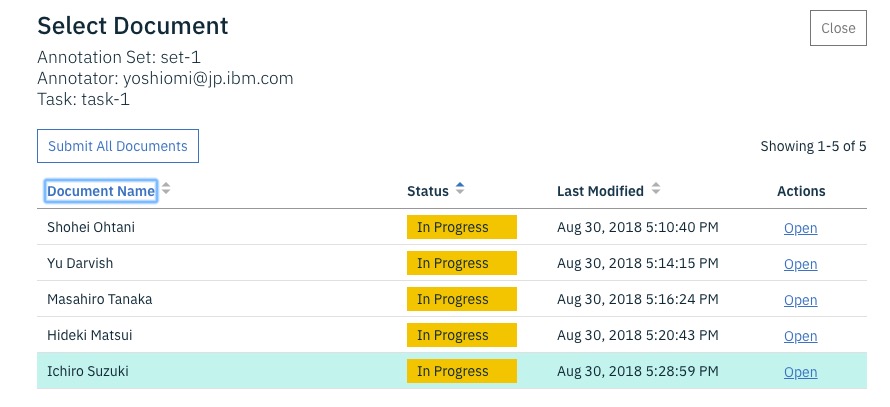 Select Document
Close
Annotation Set: set-1
Annotator: yoshiomi@jp.ibm.com
Task: task-1
Submit All Documents
Showing 1-5 of 5
Document Name Status Last Modified Actions
Shohei Ohtani In Progress Aug 30, 2018 5:10:40 PM Open
Yu Darvish In Progress Aug 30, 2018 5:14:15 PM Open
Masahiro Tanaka In Progress Aug 30, 2018 5:16:24 PM Open
Hideki Matsui In Progress Aug 30, 2018 5:20:43 PM Open
Ichiro Suzuki In Progress Aug 30, 2018 5:28:59 PM Open